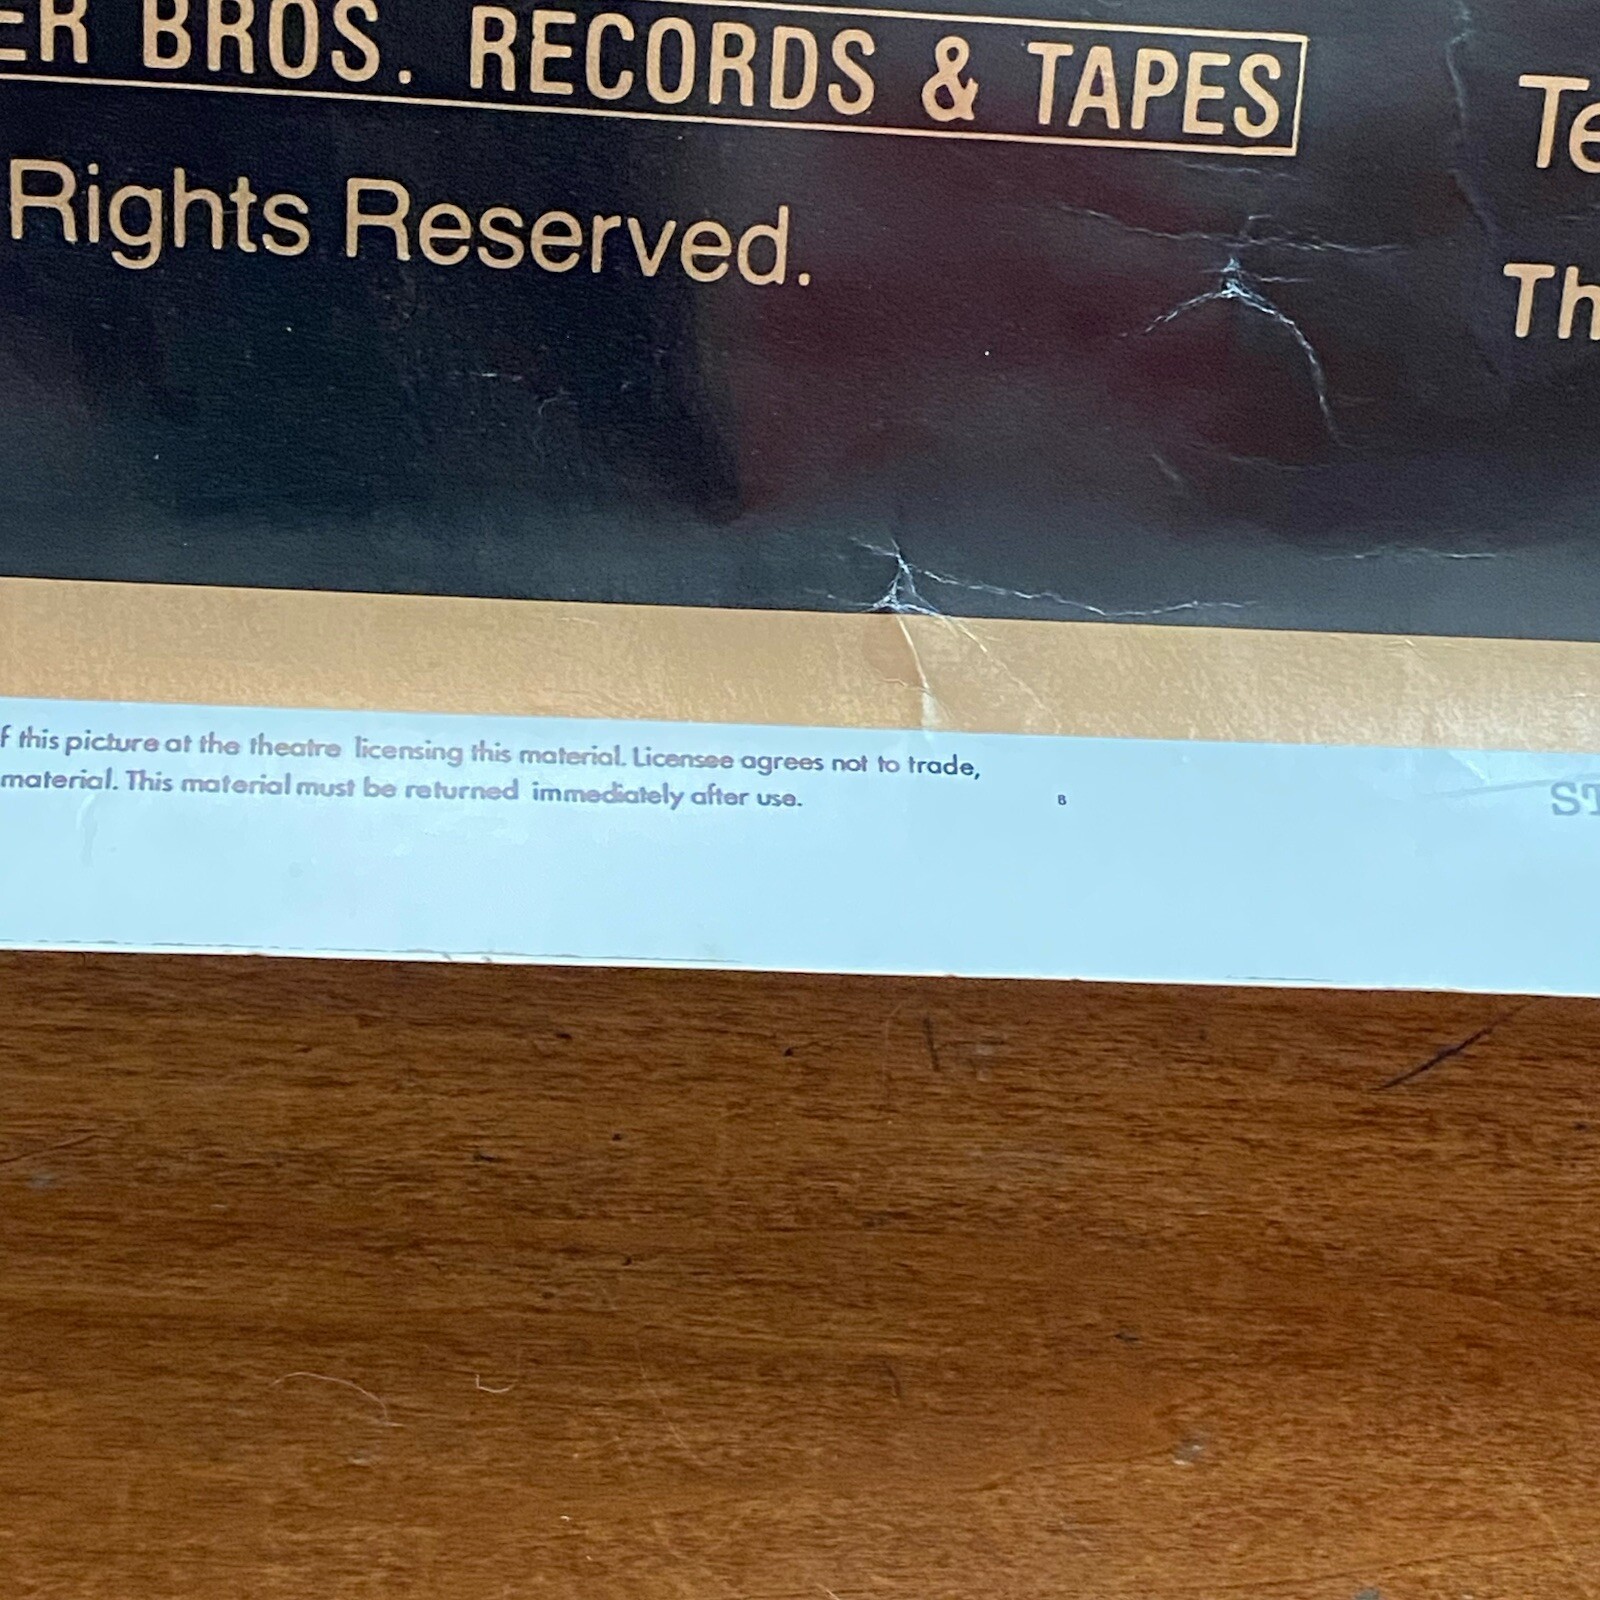 ER BROS. RECORDS & TAPES
Te
Rights Reserved.
Th
f this picture at the theatre licensing this material. Licensee agrees not to trade,
material. This material must be returned immediately after use.
B
ST